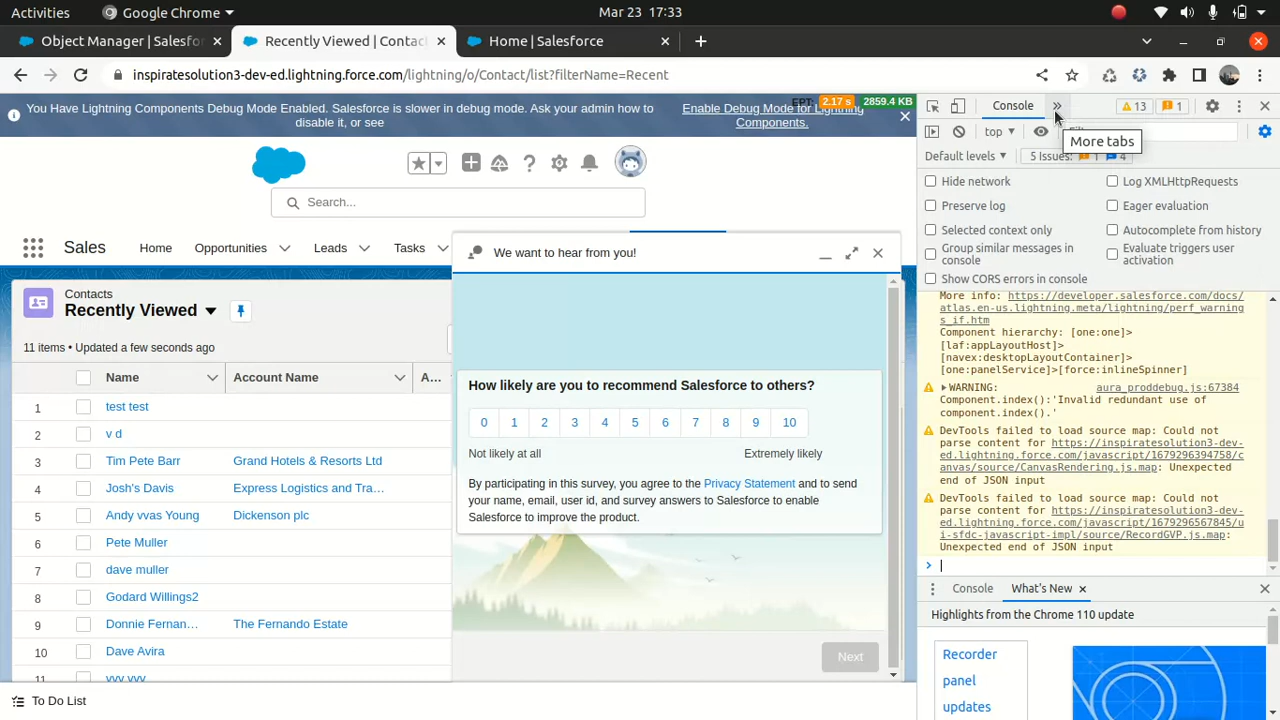 Activities
Google Chrome
Mar 23 17:33
Object Manager | Salesfo
Recently Viewed | Contac
Home | Salesforce
inspiratesolution3-dev-ed.lightning.force.com/lightning/o/Contact/list?filterName=Recent
You Have Lightning Components Debug Mode Enabled. Salesforce is slower in debug mode. Ask your admin how to
disable it, or see
Enable Debug Mode for Lightning
Components.
EPT: 2.17 s 2859.4 KB
Search...
Sales
Home
Opportunities
Leads
Tasks
Contacts
Recently Viewed
11 items • Updated a few seconds ago
Name
Account Name
A...
1 test test
2 v d
3 Tim Pete Barr Grand Hotels & Resorts Ltd
4 Josh's Davis Express Logistics and Tra...
5 Andy vvas Young Dickenson plc
6 Pete Muller
7 dave muller
8 Godard Willings2
9 Donnie Fernan... The Fernando Estate
10 Dave Avira
11 vvv vvv
To Do List
We want to hear from you!
How likely are you to recommend Salesforce to others?
0 1 2 3 4 5 6 7 8 9 10
Not likely at all
Extremely likely
By participating in this survey, you agree to the Privacy Statement and to send
your name, email, user id, and survey answers to Salesforce to enable
Salesforce to improve the product.
Next
Console
13
1
More tabs
top
Default levels
5 Issues: 1 4
Hide network
Log XMLHttpRequests
Preserve log
Eager evaluation
Selected context only
Autocomplete from history
Group similar messages in
console
Evaluate triggers user
activation
Show CORS errors in console
More info: https://developer.salesforce.com/docs/
atlas.en-us.lightning.meta/lightning/perf_warning
s_if.htm
Component hierarchy: [one:one]>
[laf:appLayoutHost]>
[navex:desktopLayoutContainer]>
[one:panelService]>[force:inlineSpinner]
WARNING: aura_proddebug.js:67384
Component.index():'Invalid redundant use of
component.index().'
DevTools failed to load source map: Could not
parse content for https://inspiratesolution3-dev-
ed.lightning.force.com/javascript/1679296394758/c
anvas/source/CanvasRendering.js.map: Unexpected
end of JSON input
DevTools failed to load source map: Could not
parse content for https://inspiratesolution3-dev-
ed.lightning.force.com/javascript/1679296567845/u
i-sfdc-javascript-impl/source/RecordGVP.js.map:
Unexpected end of JSON input
Console
What's New
Highlights from the Chrome 110 update
Recorder
panel
updates